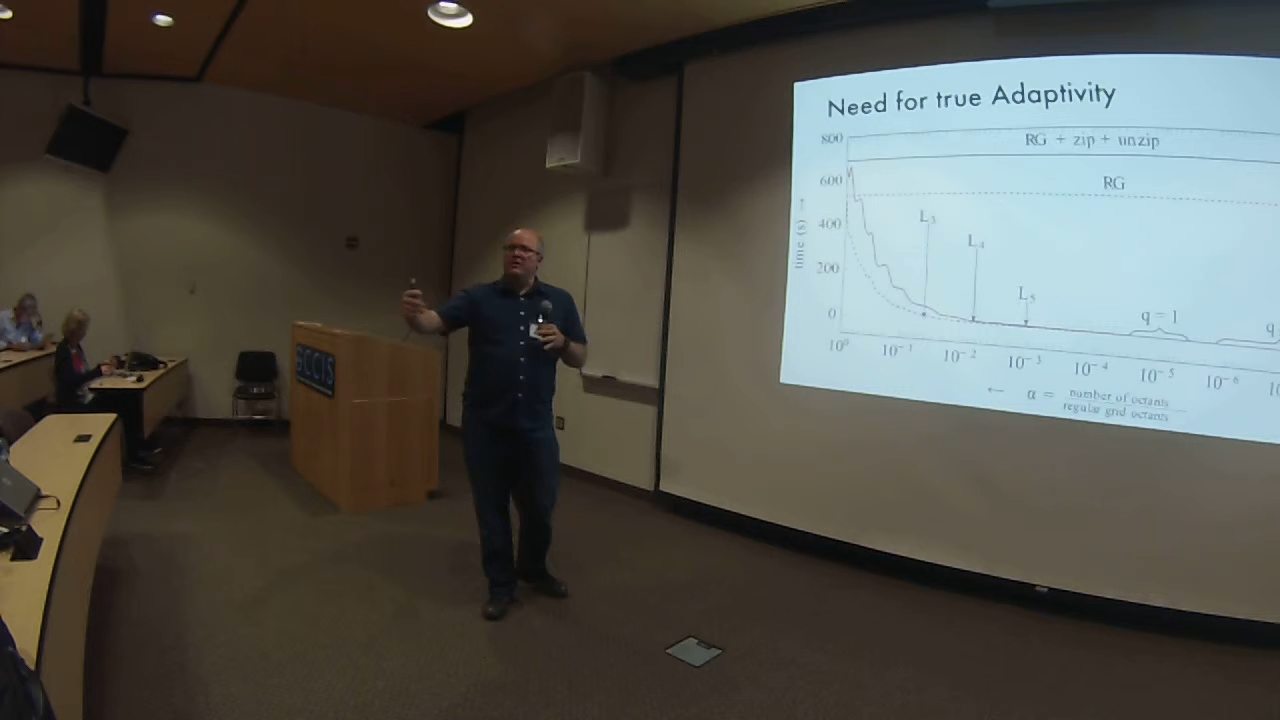 Need for true Adaptivity
800
RG + zip + unzip
600
RG
time (s) →
400
L3
L4
200
L5
0
q = 1
q
10⁰
10⁻¹
10⁻²
10⁻³
10⁻⁴
10⁻⁵
10⁻⁶
← α = number of octants
regular grid octants